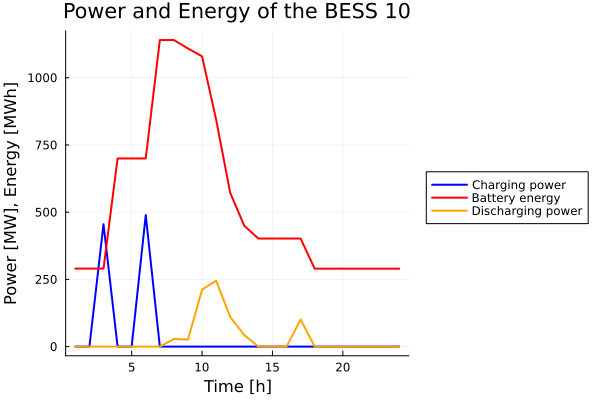 Power and Energy of the BESS 10
Power [MW], Energy [MWh]
1000
750
500
250
0
5
10
15
20
Time [h]
Charging power
Battery energy
Discharging power